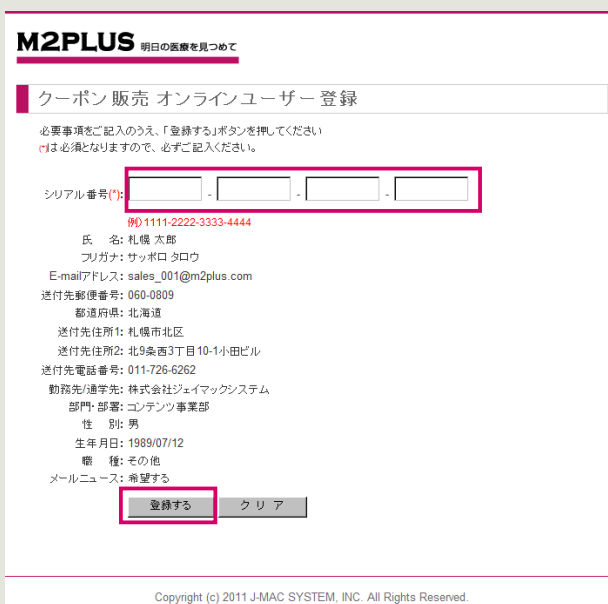 M2PLUS 明日の医療を見つめて
クーポン 販売 オンラインユーザー 登録
必要事項をご記入のうえ、「登録する」ボタンを押してください
(*)は必須となりますので、必ずご記入ください。
シリアル番号(*): - - -
例) 1111-2222-3333-4444
氏 名: 札幌 太郎
フリガナ: サッポロ タロウ
E-mailアドレス: sales_001@m2plus.com
送付先郵便番号: 060-0809
都道府県: 北海道
送付先住所1: 札幌市北区
送付先住所2: 北9条西3丁目10-1小田ビル
送付先電話番号: 011-726-6262
勤務先/通学先: 株式会社ジェイマックシステム
部門・部署: コンテンツ事業部
性 別: 男
生年月日: 1989/07/12
職 種: その他
メールニュース: 希望する
登録する クリア
Copyright (c) 2011 J-MAC SYSTEM, INC. All Rights Reserved.